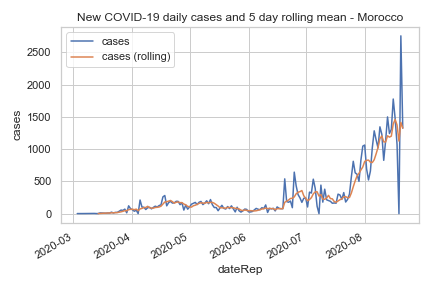 New COVID-19 daily cases and 5 day rolling mean - Morocco
cases
cases (rolling)
2500
2000
1500
1000
500
0
cases
2020-03
2020-04
2020-05
2020-06
2020-07
2020-08
dateRep